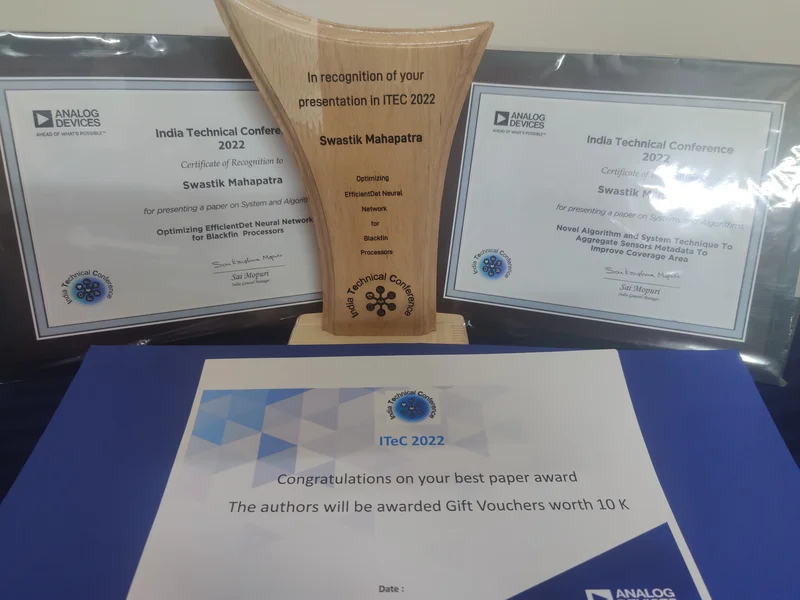 ANALOG
DEVICES
AHEAD OF WHAT'S POSSIBLE™
India Technical Confere
2022
Certificate of Recognition to
Swastik Mahapatra
for presenting a paper on System and Algorith
Optimizing EfficientDet Neural Network
for Blackfin Processors
Sai Mopuri
India General Manager
India Technical Conference
In recognition of your
presentation in ITEC 2022
Swastik Mahapatra
Optimizing
EfficientDet Neural
Network
for
Blackfin
Processors
India Technical Conference
ANALOG
DEVICES
AHEAD OF WHAT'S POSSIBLE™
India Technical Conference
2022
Certificate of
Swastik M
for presenting a paper on Systems and Algorithms
Novel Algorithm and System Technique To
Aggregate Sensors Metadata To
Improve Coverage Area
Sai Mopuri
India General Manager
India Technical Conference
India Technical Conference
ITeC 2022
Congratulations on your best paper award
The authors will be awarded Gift Vouchers worth 10 K
Date :
ANALOG
DEVICES